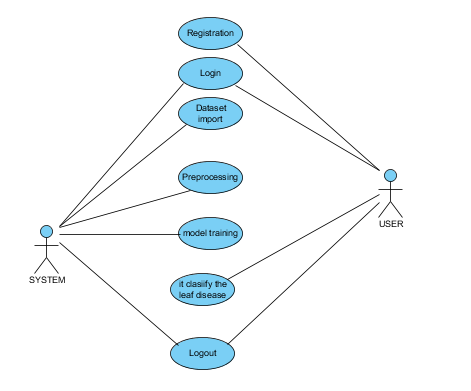 Registration
Login
Dataset
import
Preprocessing
model training
it clasify the
leaf disease
Logout
SYSTEM
USER